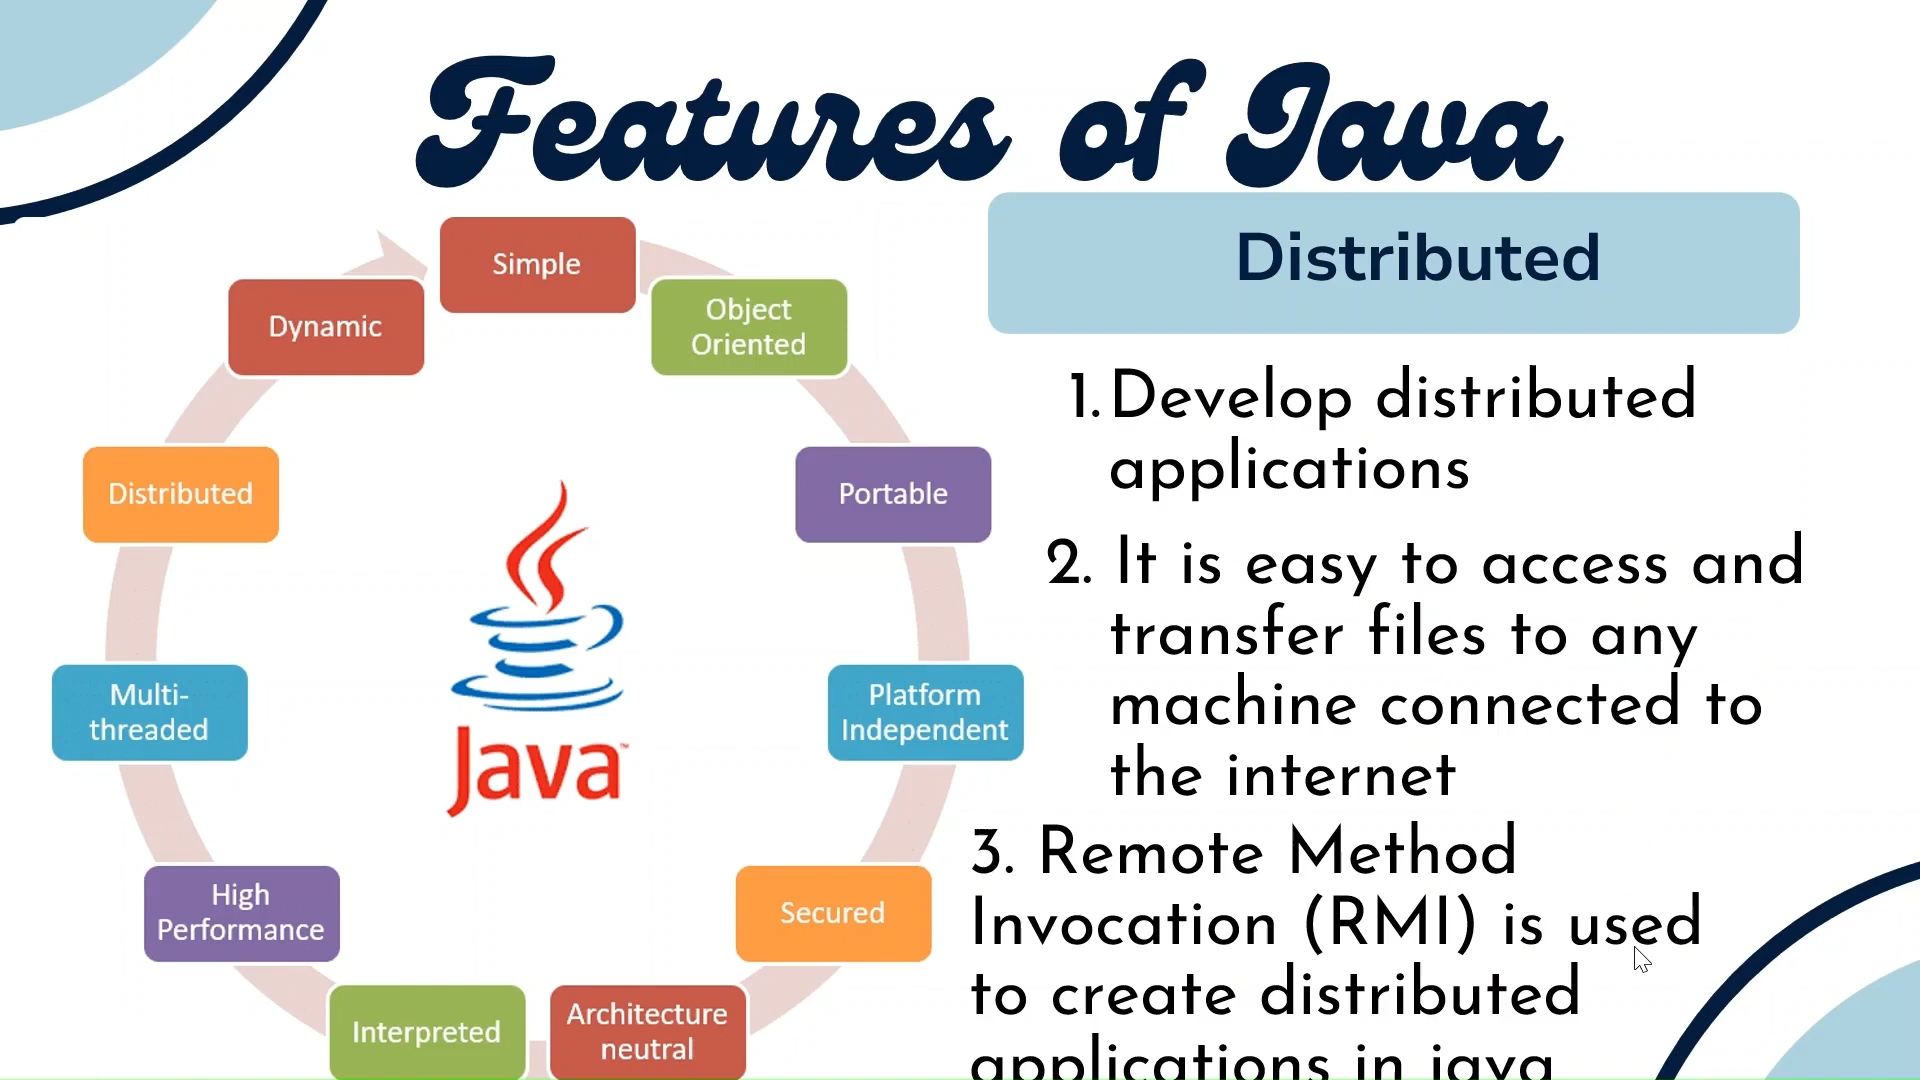 Features of Java
Simple
Object
Oriented
Portable
Platform
Independent
Secured
Architecture
neutral
Interpreted
High
Performance
Multi-
threaded
Distributed
Dynamic
Java™
Distributed
1. Develop distributed
applications
2. It is easy to access and
transfer files to any
machine connected to
the internet
3. Remote Method
Invocation (RMI) is used
to create distributed
applications in java